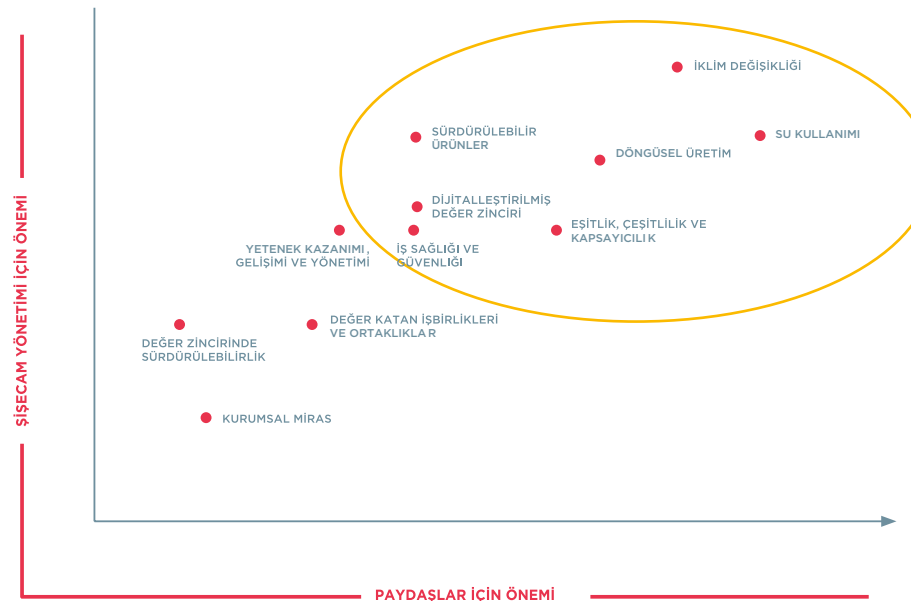 İKLİM DEĞİŞİKLİĞİ
SÜRDÜRÜLEBİLİR
ÜRÜNLER
SU KULLANIMI
DÖNGÜSEL ÜRETİM
DİJİTALLEŞTIRILMIŞ
DEĞER ZİNCİRİ
EŞİTLİK, ÇEŞİTLİLİK VE
KAPSAYICILIK
YETENEK KAZANIMI,
GELİŞİMİ VE YÖNETİMİ
İŞ SAĞLIĞI VE
GÜVENLİĞI
DEĞER KATAN İŞBİRLİKLERİ
VE ORTAKLIKLAR
DEĞER ZİNCİRİNDE
SÜRDÜRÜLEBİLİRLİK
KURUMSAL MİRAS
ŞİŞECAM YÖNETİMİ İÇİN ÖNEMİ
PAYDAŞLAR İÇİN ÖNEMİ